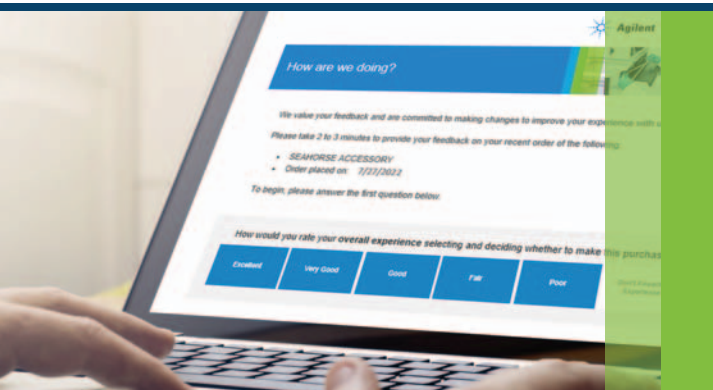 Agilent
How are we doing?
We value your feedback and are committed to making changes to improve your experience with
Please take 2 to 3 minutes to provide your feedback on your recent order of the following:
• SEAHORSE ACCESSORY
• Order placed on: 7/27/2022
To begin, please answer the first question below.
How would you rate your overall experience selecting and deciding whether to make this purchas
Excellent
Very Good
Good
Fair
Poor